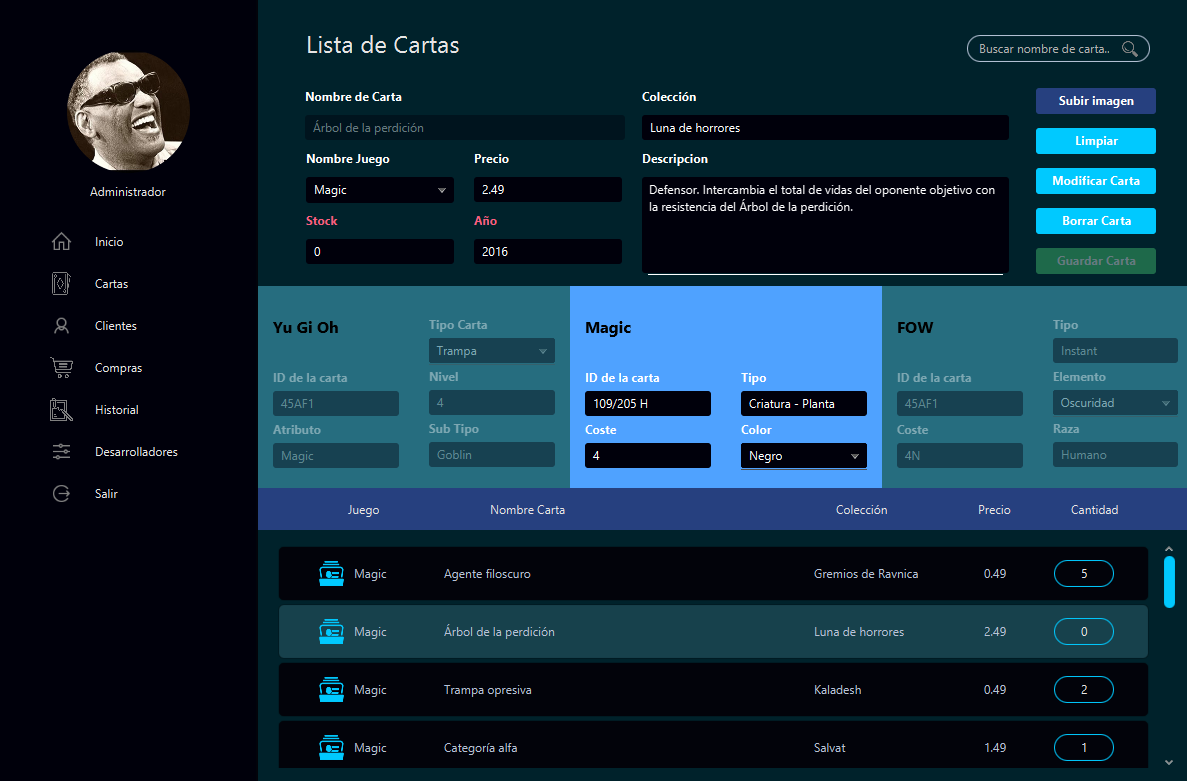 Administrador
Inicio
Cartas
Clientes
Compras
Historial
Desarrolladores
Salir
Lista de Cartas
Buscar nombre de carta..
Nombre de Carta
Árbol de la perdición
Nombre Juego
Precio
Magic
2.49
Stock
Año
0
2016
Colección
Luna de horrores
Descripcion
Defensor. Intercambia el total de vidas del oponente objetivo con
la resistencia del Árbol de la perdición.
Subir imagen
Limpiar
Modificar Carta
Borrar Carta
Guardar Carta
Yu Gi Oh
Tipo Carta
Trampa
ID de la carta
Nivel
45AF1
4
Atributo
Sub Tipo
Magic
Goblin
Magic
ID de la carta
Tipo
109/205 H
Criatura - Planta
Coste
Color
4
Negro
FOW
Tipo
Instant
ID de la carta
Elemento
45AF1
Oscuridad
Coste
Raza
4N
Humano
Juego Nombre Carta Colección Precio Cantidad
Magic Agente filoscuro Gremios de Ravnica 0.49 5
Magic Árbol de la perdición Luna de horrores 2.49 0
Magic Trampa opresiva Kaladesh 0.49 2
Magic Categoría alfa Salvat 1.49 1